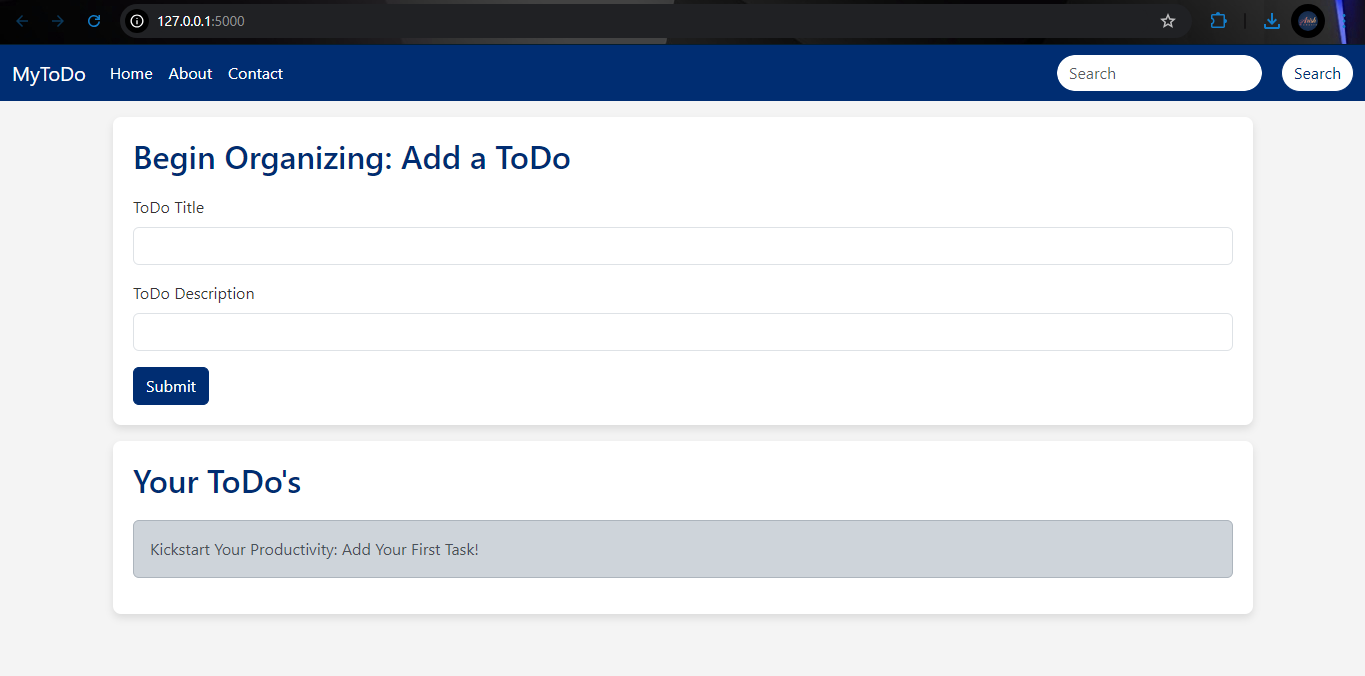 127.0.0.1:5000
MyToDo Home About Contact Search Search
Begin Organizing: Add a ToDo
ToDo Title
ToDo Description
Submit
Your ToDo's
Kickstart Your Productivity: Add Your First Task!